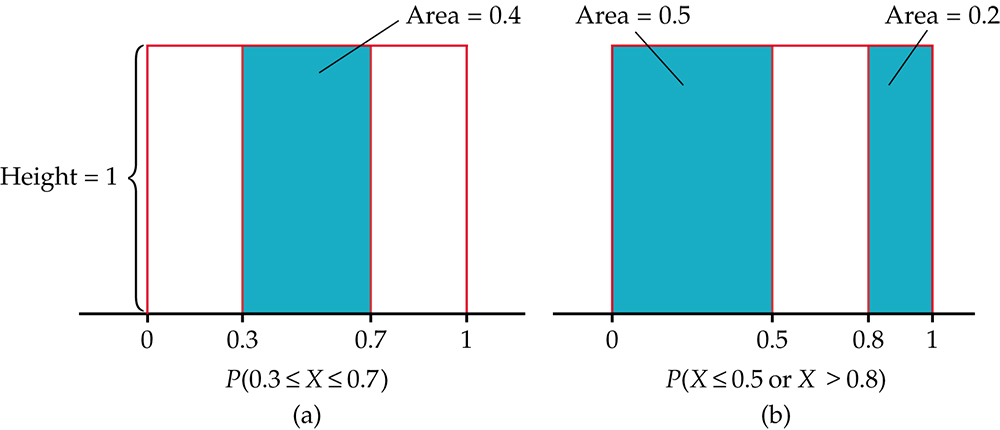 Area = 0.4
Height = 1
0 0.3 0.7 1
P(0.3 ≤ X ≤ 0.7)
(a)
Area = 0.5 Area = 0.2
0 0.5 0.8 1
P(X ≤ 0.5 or X > 0.8)
(b)